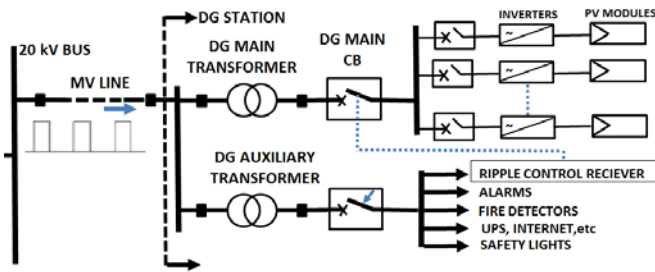 DG STATION
INVERTERS
PV MODULES
20 kV BUS
DG MAIN
TRANSFORMER
DG MAIN
CB
MV LINE
~
~
~
DG AUXILIARY
TRANSFORMER
RIPPLE CONTROL RECIEVER
ALARMS
FIRE DETECTORS
UPS, INTERNET,etc
SAFETY LIGHTS